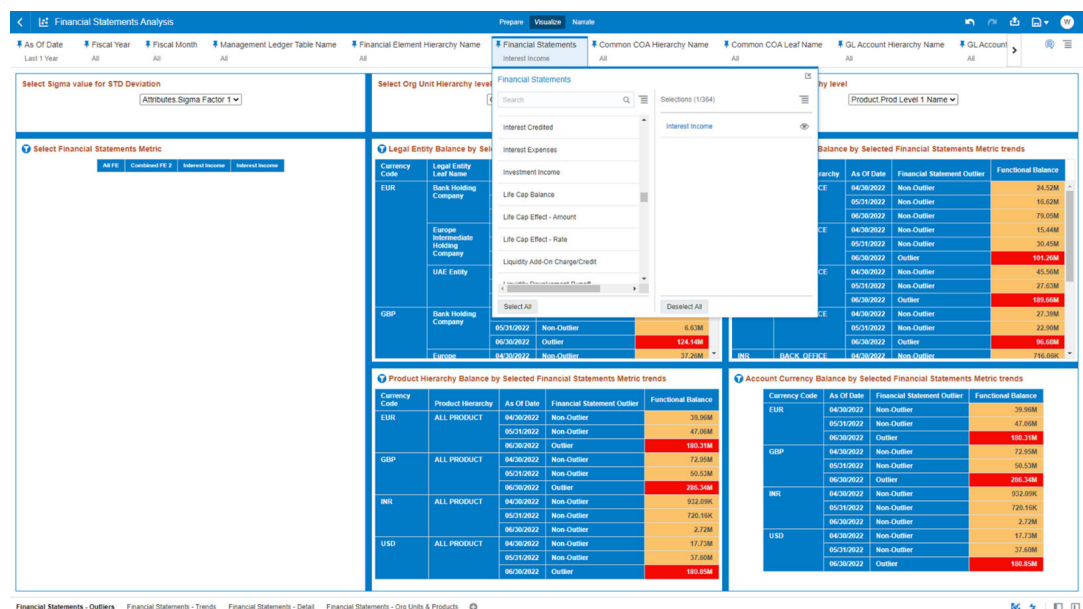 Financial Statements Analysis
Prepare Visualize Narrate
W
As Of Date Fiscal Year Fiscal Month Management Ledger Table Name Financial Element Hierarchy Name Financial Statements Common COA Hierarchy Name Common COA Leaf Name GL Account Hierarchy Name GL Account
Last 1 Year All All All All Interest Income All All All All
Select Sigma value for STD Deviation
Attributes.Sigma Factor 1
Select Org Unit Hierarchy level
hy level
Product.Prod Level 1 Name
Financial Statements
Search
Selections (1/364)
Interest Credited
Interest Expenses
Investment Income
Life Cap Balance
Life Cap Effect - Amount
Life Cap Effect - Rate
Liquidity Add-On Charge/Credit
Select All
Interest Income
Deselect All
Select Financial Statements Metric
All FE Combined FE 2 Interest Income Interest Income
Legal Entity Balance by Sel
Currency Code Legal Entity Leaf Name
EUR Bank Holding Company
Europe Intermediate Holding Company
UAE Entity
GBP Bank Holding Company
05/31/2022 Non-Outlier 6.63M
06/30/2022 Outlier 124.14M
Europe 04/30/2022 Non-Outlier 37.26M
Balance by Selected Financial Statements Metric trends
rarchy As Of Date Financial Statement Outlier Functional Balance
CE 04/30/2022 Non-Outlier 24.52M
05/31/2022 Non-Outlier 16.62M
06/30/2022 Non-Outlier 79.05M
CE 04/30/2022 Non-Outlier 15.44M
05/31/2022 Non-Outlier 30.45M
06/30/2022 Outlier 101.26M
CE 04/30/2022 Non-Outlier 45.56M
05/31/2022 Non-Outlier 27.63M
06/30/2022 Outlier 189.66M
CE 04/30/2022 Non-Outlier 27.39M
05/31/2022 Non-Outlier 22.90M
06/30/2022 Outlier 96.68M
INR BACK OFFICE 04/30/2022 Non-Outlier 716.06K
Product Hierarchy Balance by Selected Financial Statements Metric trends
Currency Code Product Hierarchy As Of Date Financial Statement Outlier Functional Balance
EUR ALL PRODUCT 04/30/2022 Non-Outlier 39.96M
05/31/2022 Non-Outlier 47.06M
06/30/2022 Outlier 180.31M
GBP ALL PRODUCT 04/30/2022 Non-Outlier 72.95M
05/31/2022 Non-Outlier 50.53M
06/30/2022 Outlier 286.34M
INR ALL PRODUCT 04/30/2022 Non-Outlier 932.09K
05/31/2022 Non-Outlier 720.16K
06/30/2022 Non-Outlier 2.72M
USD ALL PRODUCT 04/30/2022 Non-Outlier 17.73M
05/31/2022 Non-Outlier 37.60M
06/30/2022 Outlier 180.85M
Account Currency Balance by Selected Financial Statements Metric trends
Currency Code As Of Date Financial Statement Outlier Functional Balance
EUR 04/30/2022 Non-Outlier 39.96M
05/31/2022 Non-Outlier 47.06M
06/30/2022 Outlier 180.31M
GBP 04/30/2022 Non-Outlier 72.95M
05/31/2022 Non-Outlier 50.53M
06/30/2022 Outlier 286.34M
INR 04/30/2022 Non-Outlier 932.09K
05/31/2022 Non-Outlier 720.16K
06/30/2022 Non-Outlier 2.72M
USD 04/30/2022 Non-Outlier 17.73M
05/31/2022 Non-Outlier 37.60M
06/30/2022 Outlier 180.85M
Financial Statements - Outliers Financial Statements - Trends Financial Statements - Detail Financial Statements - Org Units & Products